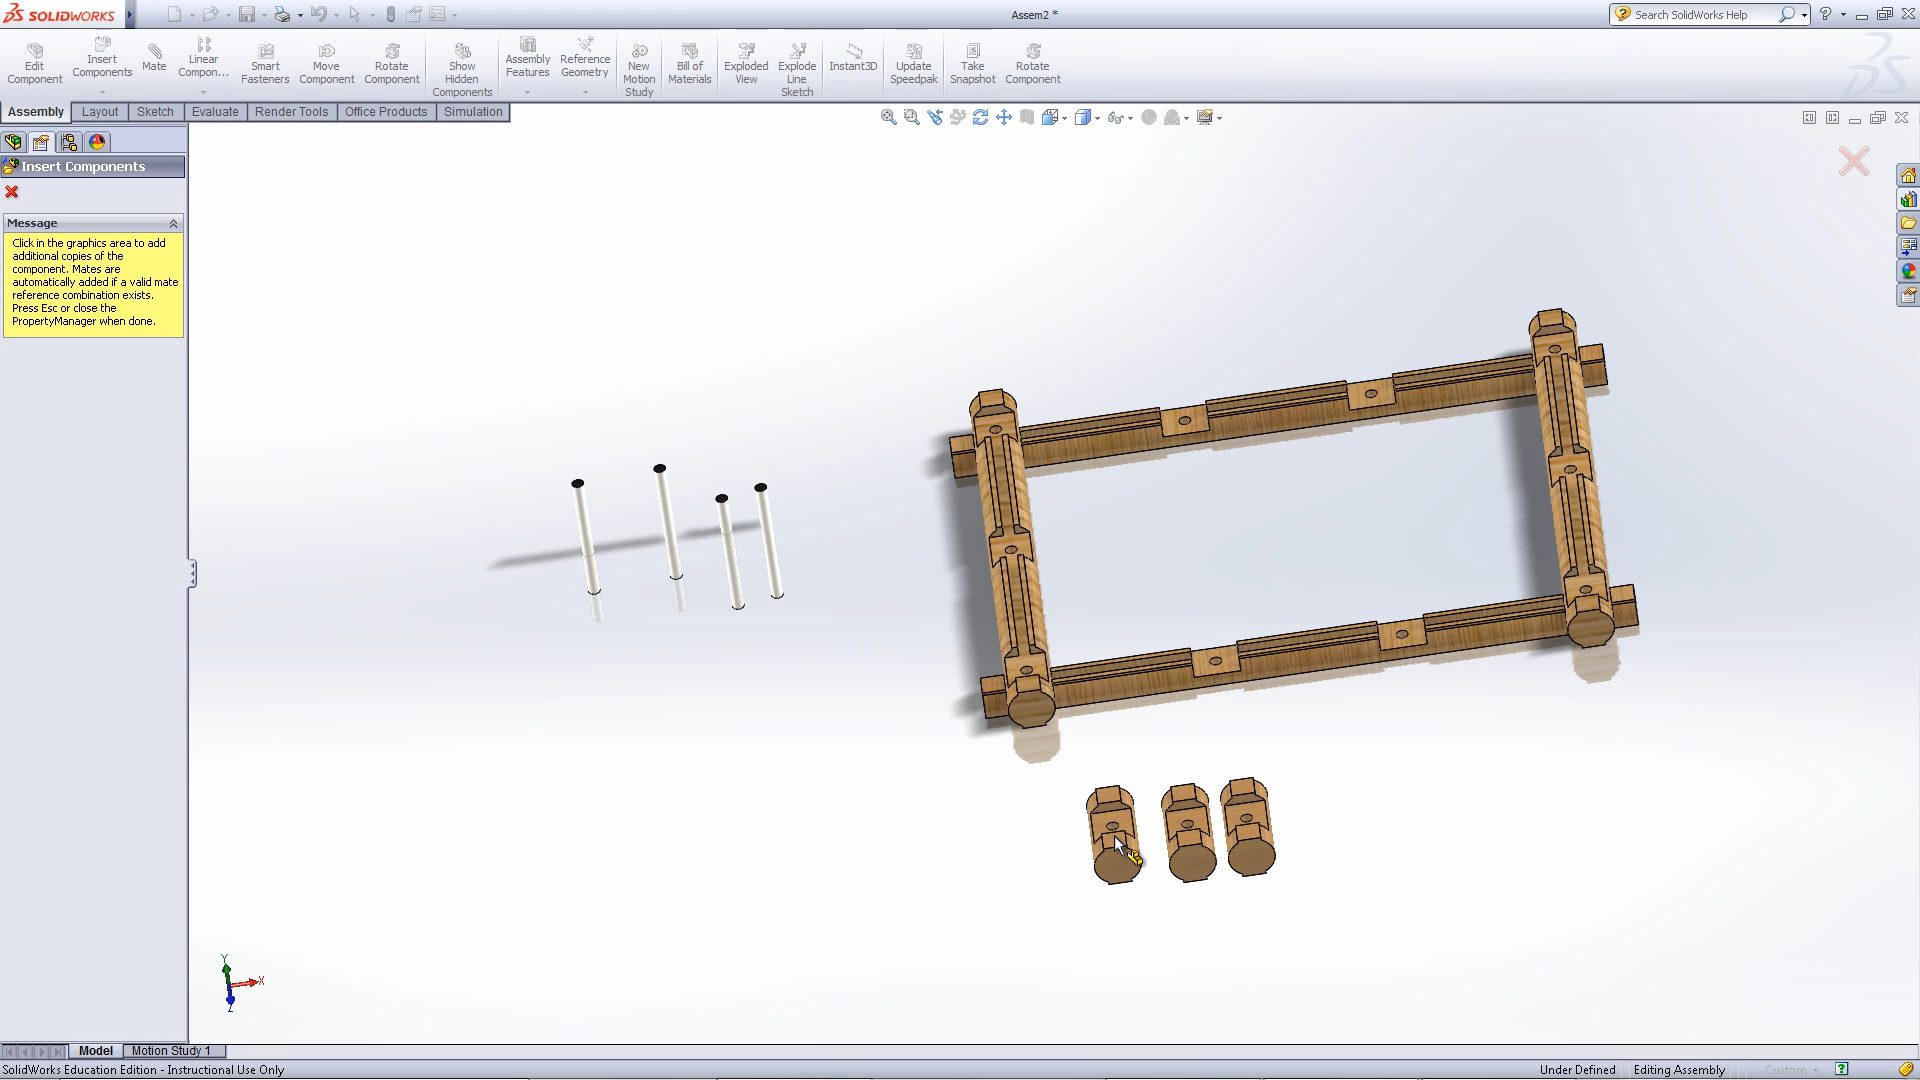 SOLIDWORKS
Assem2 *
Search SolidWorks Help
Edit Component
Insert Components
Mate
Linear Compon...
Smart Fasteners
Move Component
Rotate Component
Show Hidden Components
Assembly Features
Reference Geometry
New Motion Study
Bill of Materials
Exploded View
Explode Line Sketch
Instant3D
Update Speedpak
Take Snapshot
Rotate Component
Assembly
Layout
Sketch
Evaluate
Render Tools
Office Products
Simulation
Insert Components
Message
Click in the graphics area to add
additional copies of the
component. Mates are
automatically added if a valid mate
reference combination exists.
Press Esc or close the
PropertyManager when done.
Y
X
Z
Model
Motion Study 1
SolidWorks Education Edition - Instructional Use Only
Under Defined
Editing Assembly
Custom